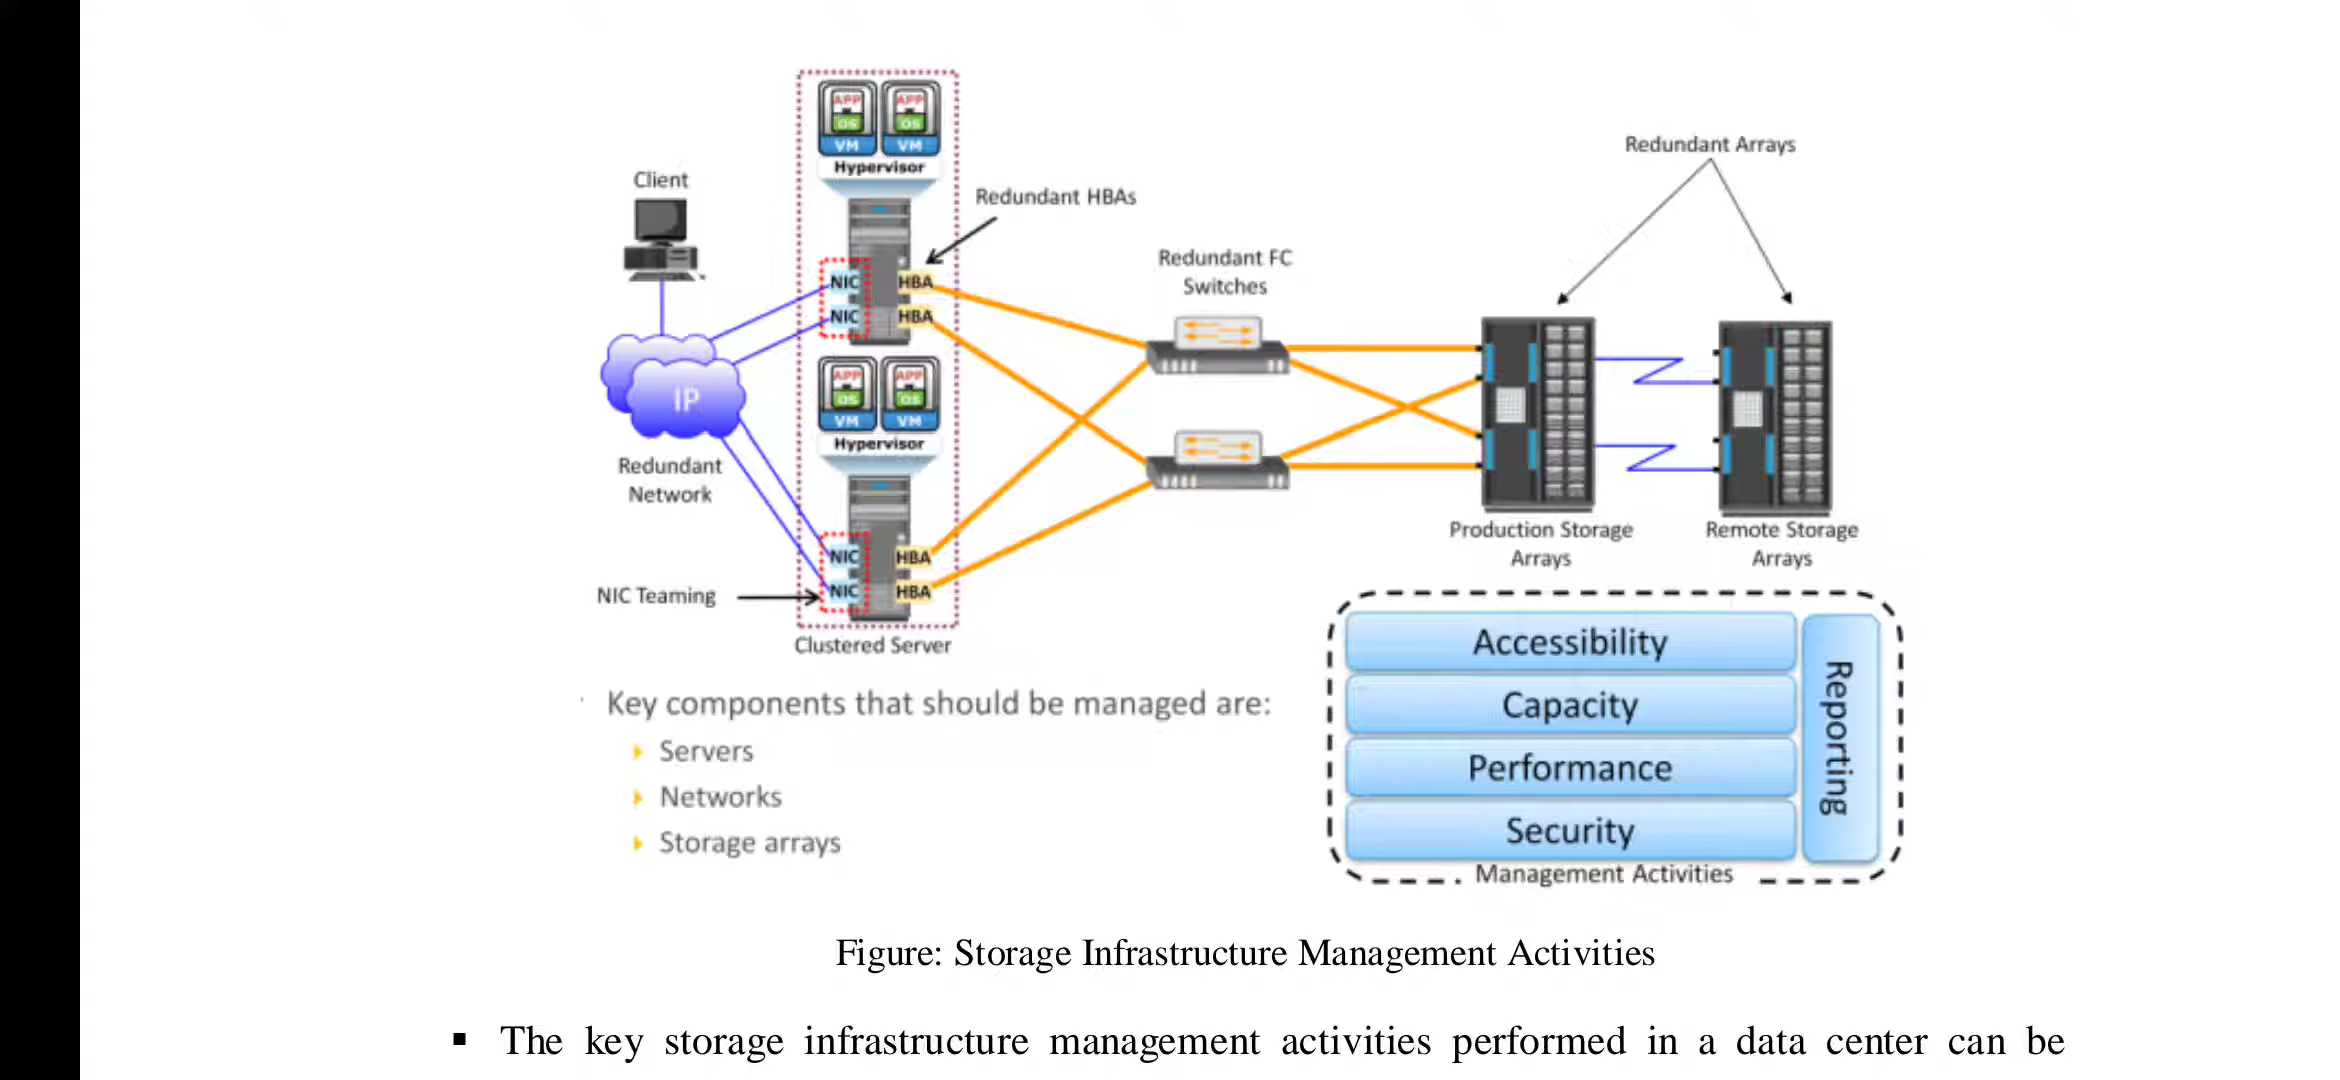 Client
APP APP
OS OS
VM VM
Hypervisor
Redundant HBAs
NIC HBA
NIC HBA
IP
Redundant
Network
APP APP
OS OS
VM VM
Hypervisor
NIC HBA
NIC HBA
NIC Teaming
Clustered Server
Redundant FC
Switches
Redundant Arrays
Production Storage
Arrays
Remote Storage
Arrays
Key components that should be managed are:
Servers
Networks
Storage arrays
Accessibility
Capacity
Performance
Security
Reporting
Management Activities
Figure: Storage Infrastructure Management Activities
▪ The key storage infrastructure management activities performed in a data center can be